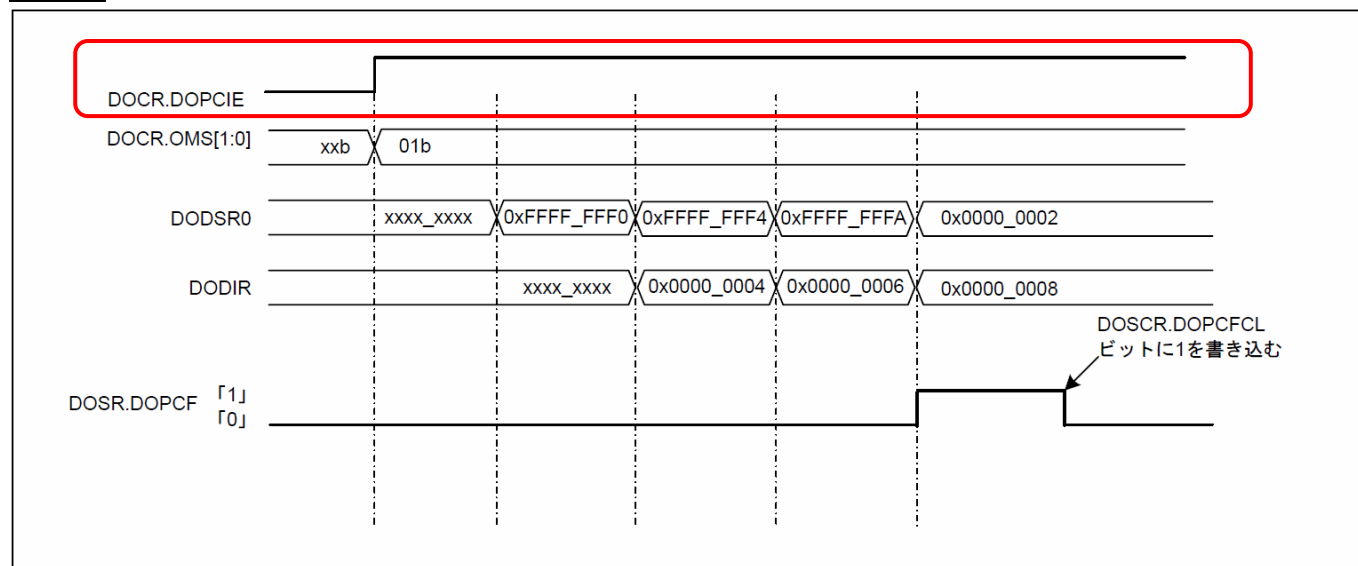 DOCR.DOPCIE
DOCR.OMS[1:0] xxb 01b
DODSR0 xxxx_xxxx 0xFFFF_FFF0 0xFFFF_FFF4 0xFFFF_FFFA 0x0000_0002
DODIR xxxx_xxxx 0x0000_0004 0x0000_0006 0x0000_0008
DOSCR.DOPCFCL
ビットに1を書き込む
DOSR.DOPCF 「1」
「0」